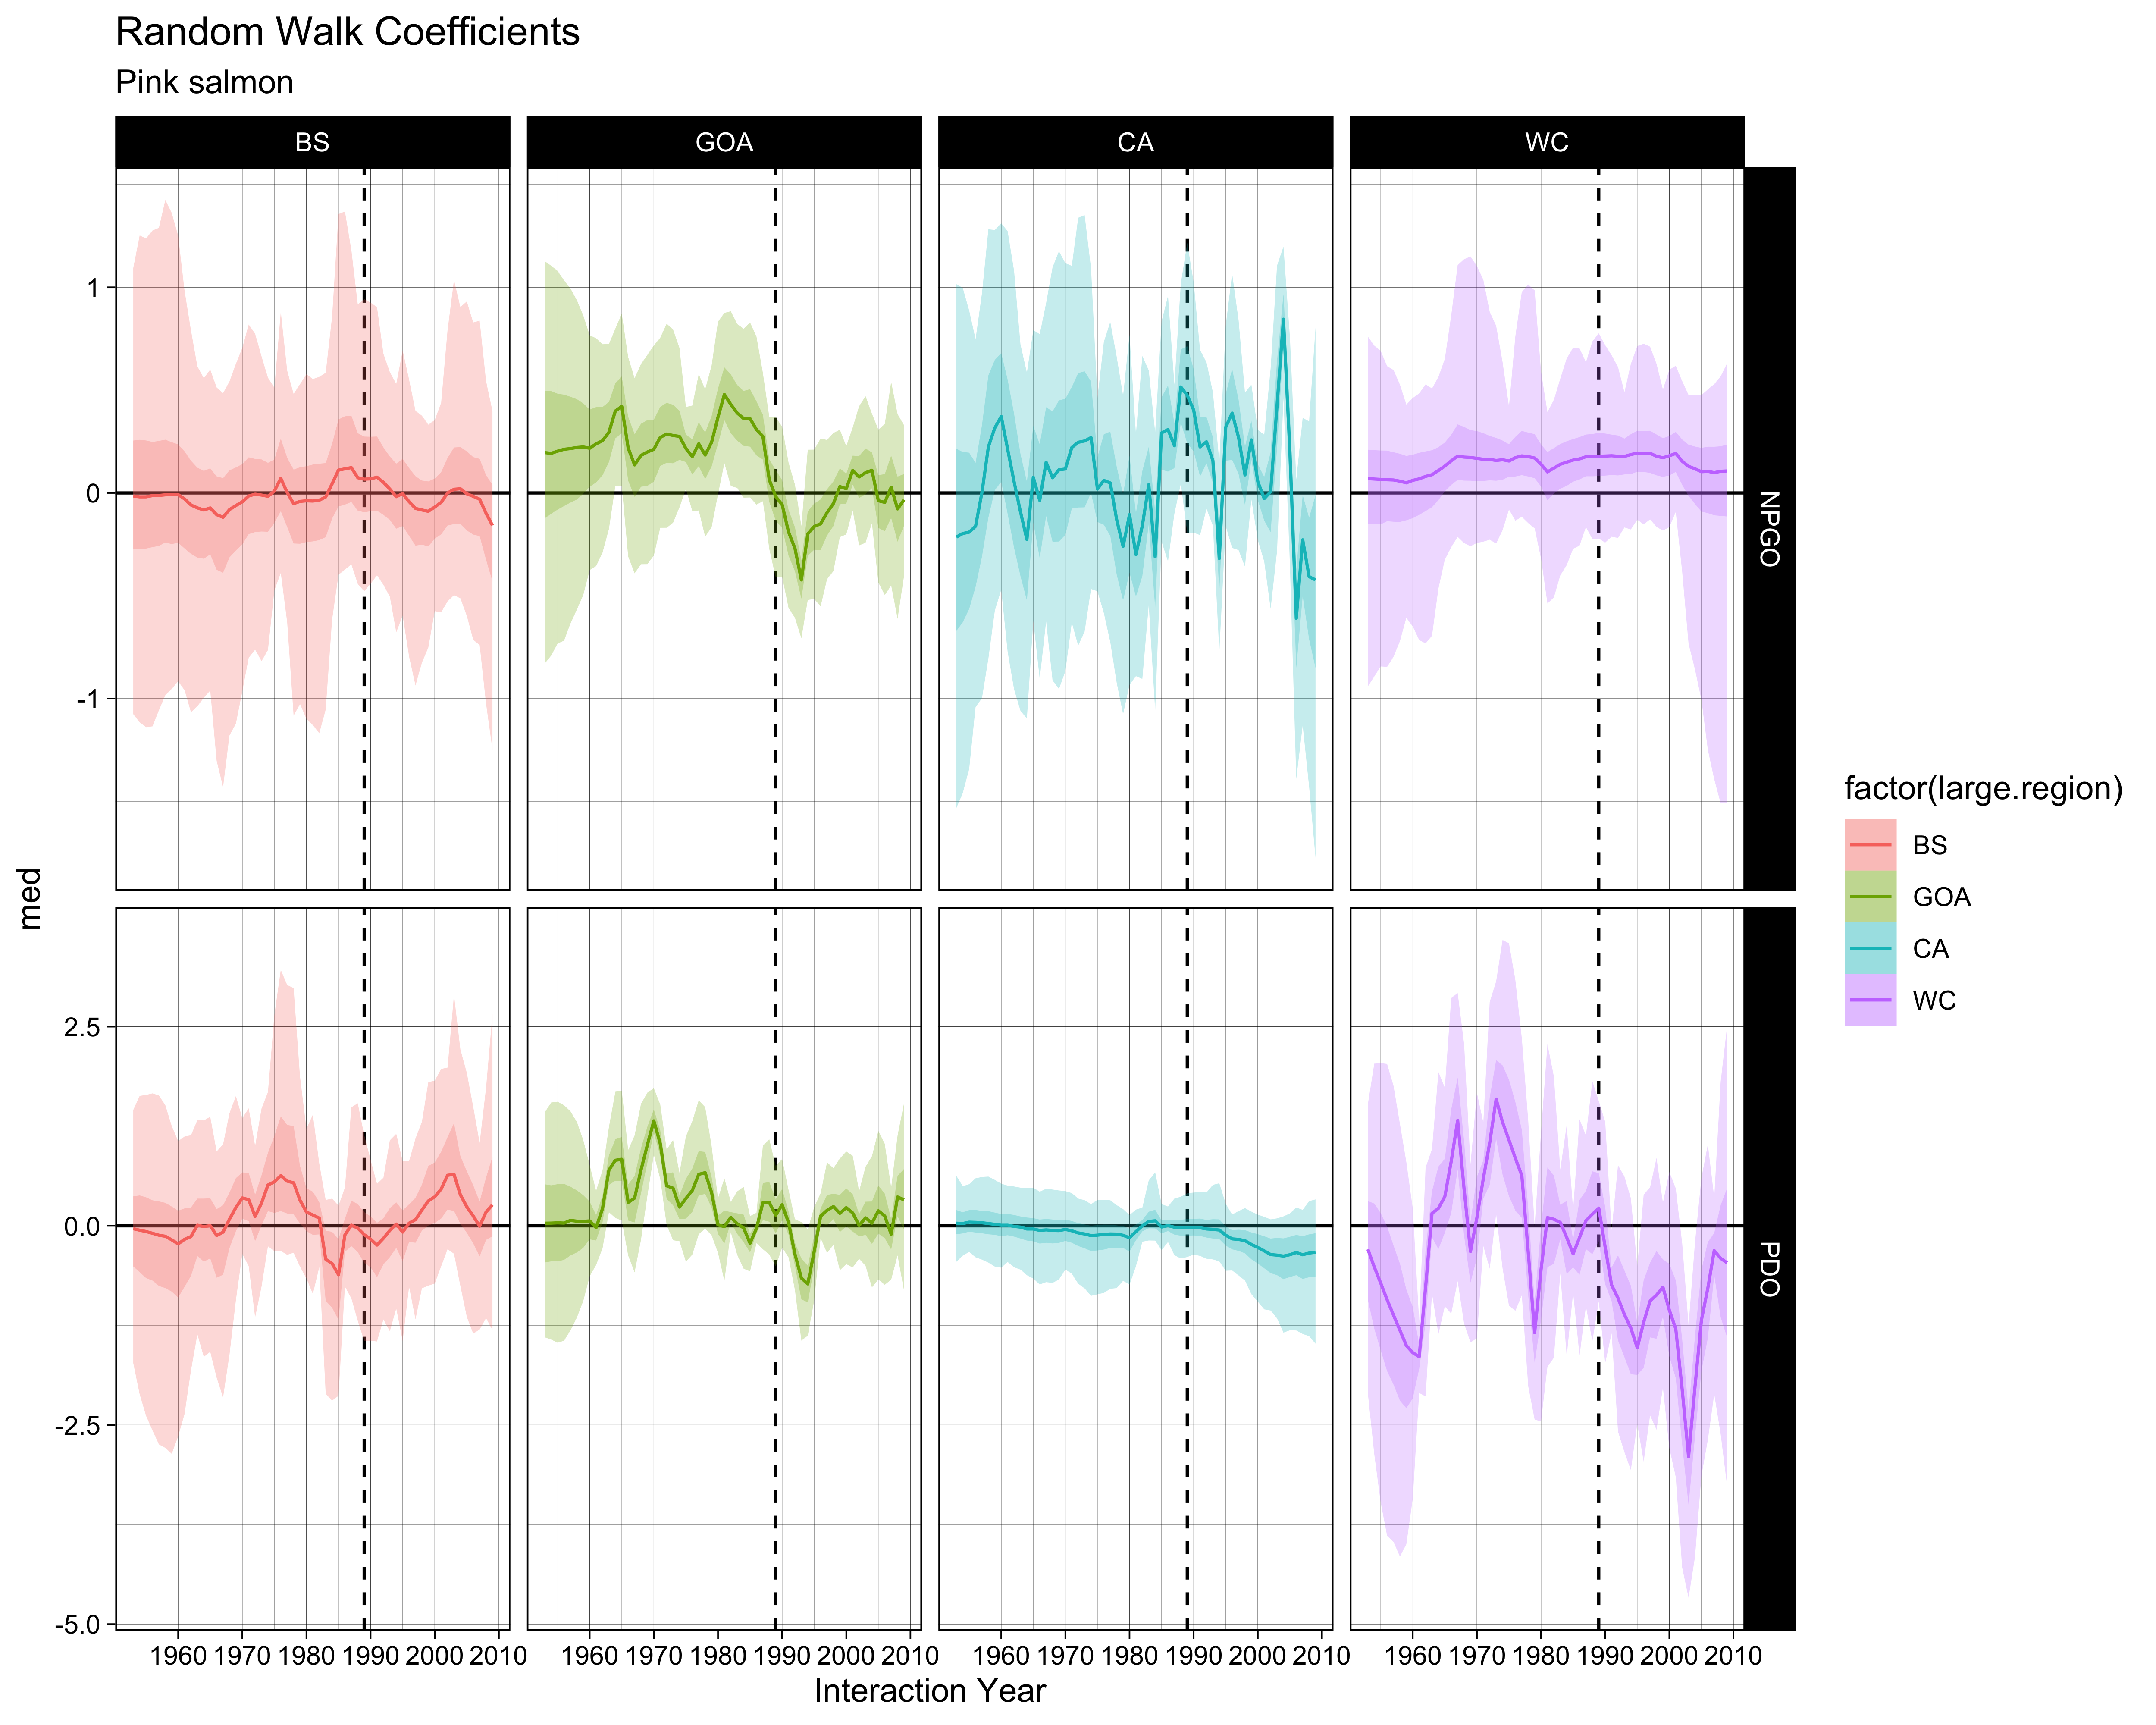 Random Walk Coefficients
Pink salmon
BS GOA CA WC
1
0
-1
NPGO
med
2.5
0.0
-2.5
-5.0
PDO
1960 1970 1980 1990 2000 2010 1960 1970 1980 1990 2000 2010 1960 1970 1980 1990 2000 2010 1960 1970 1980 1990 2000 2010
Interaction Year
factor(large.region)
BS
GOA
CA
WC